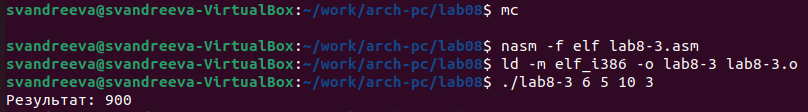 svandreeva@svandreeva-VirtualBox:~/work/arch-pc/lab08$ mc
svandreeva@svandreeva-VirtualBox:~/work/arch-pc/lab08$ nasm -f elf lab8-3.asm
svandreeva@svandreeva-VirtualBox:~/work/arch-pc/lab08$ ld -m elf_i386 -o lab8-3 lab8-3.o
svandreeva@svandreeva-VirtualBox:~/work/arch-pc/lab08$ ./lab8-3 6 5 10 3
Результат: 900